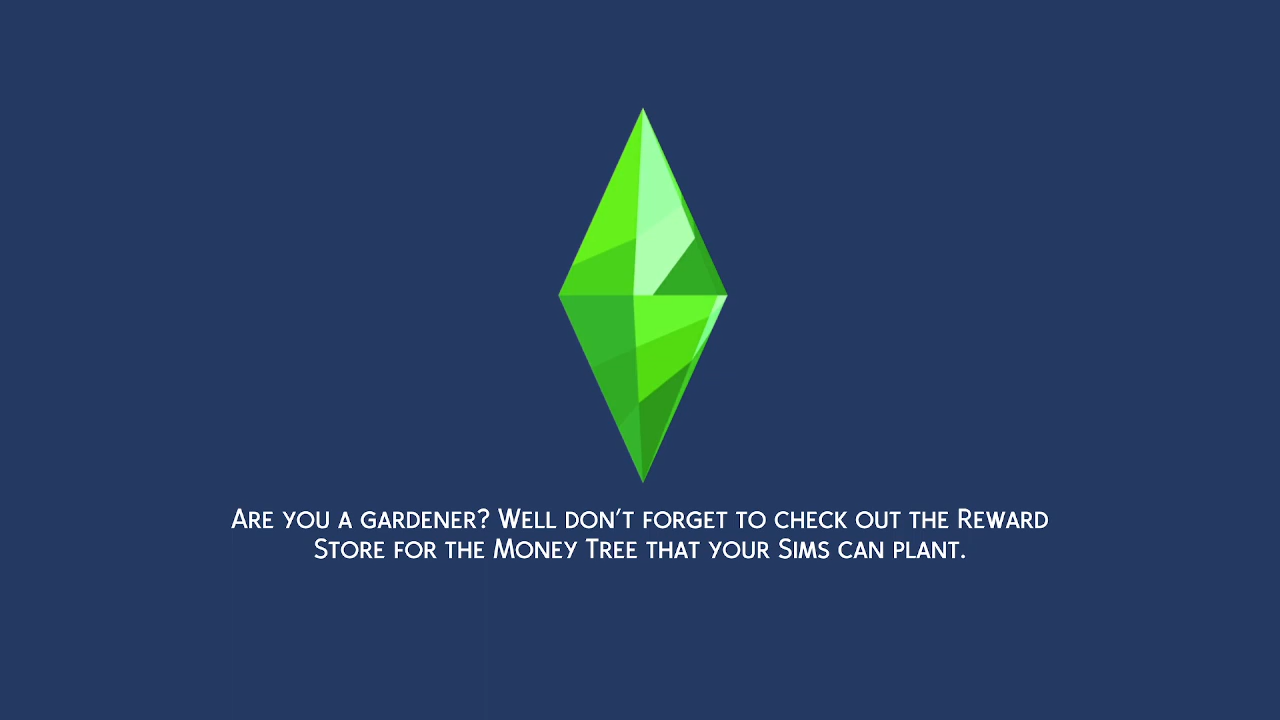 Are you a gardener? Well don't forget to check out the Reward
Store for the Money Tree that your Sims can plant.